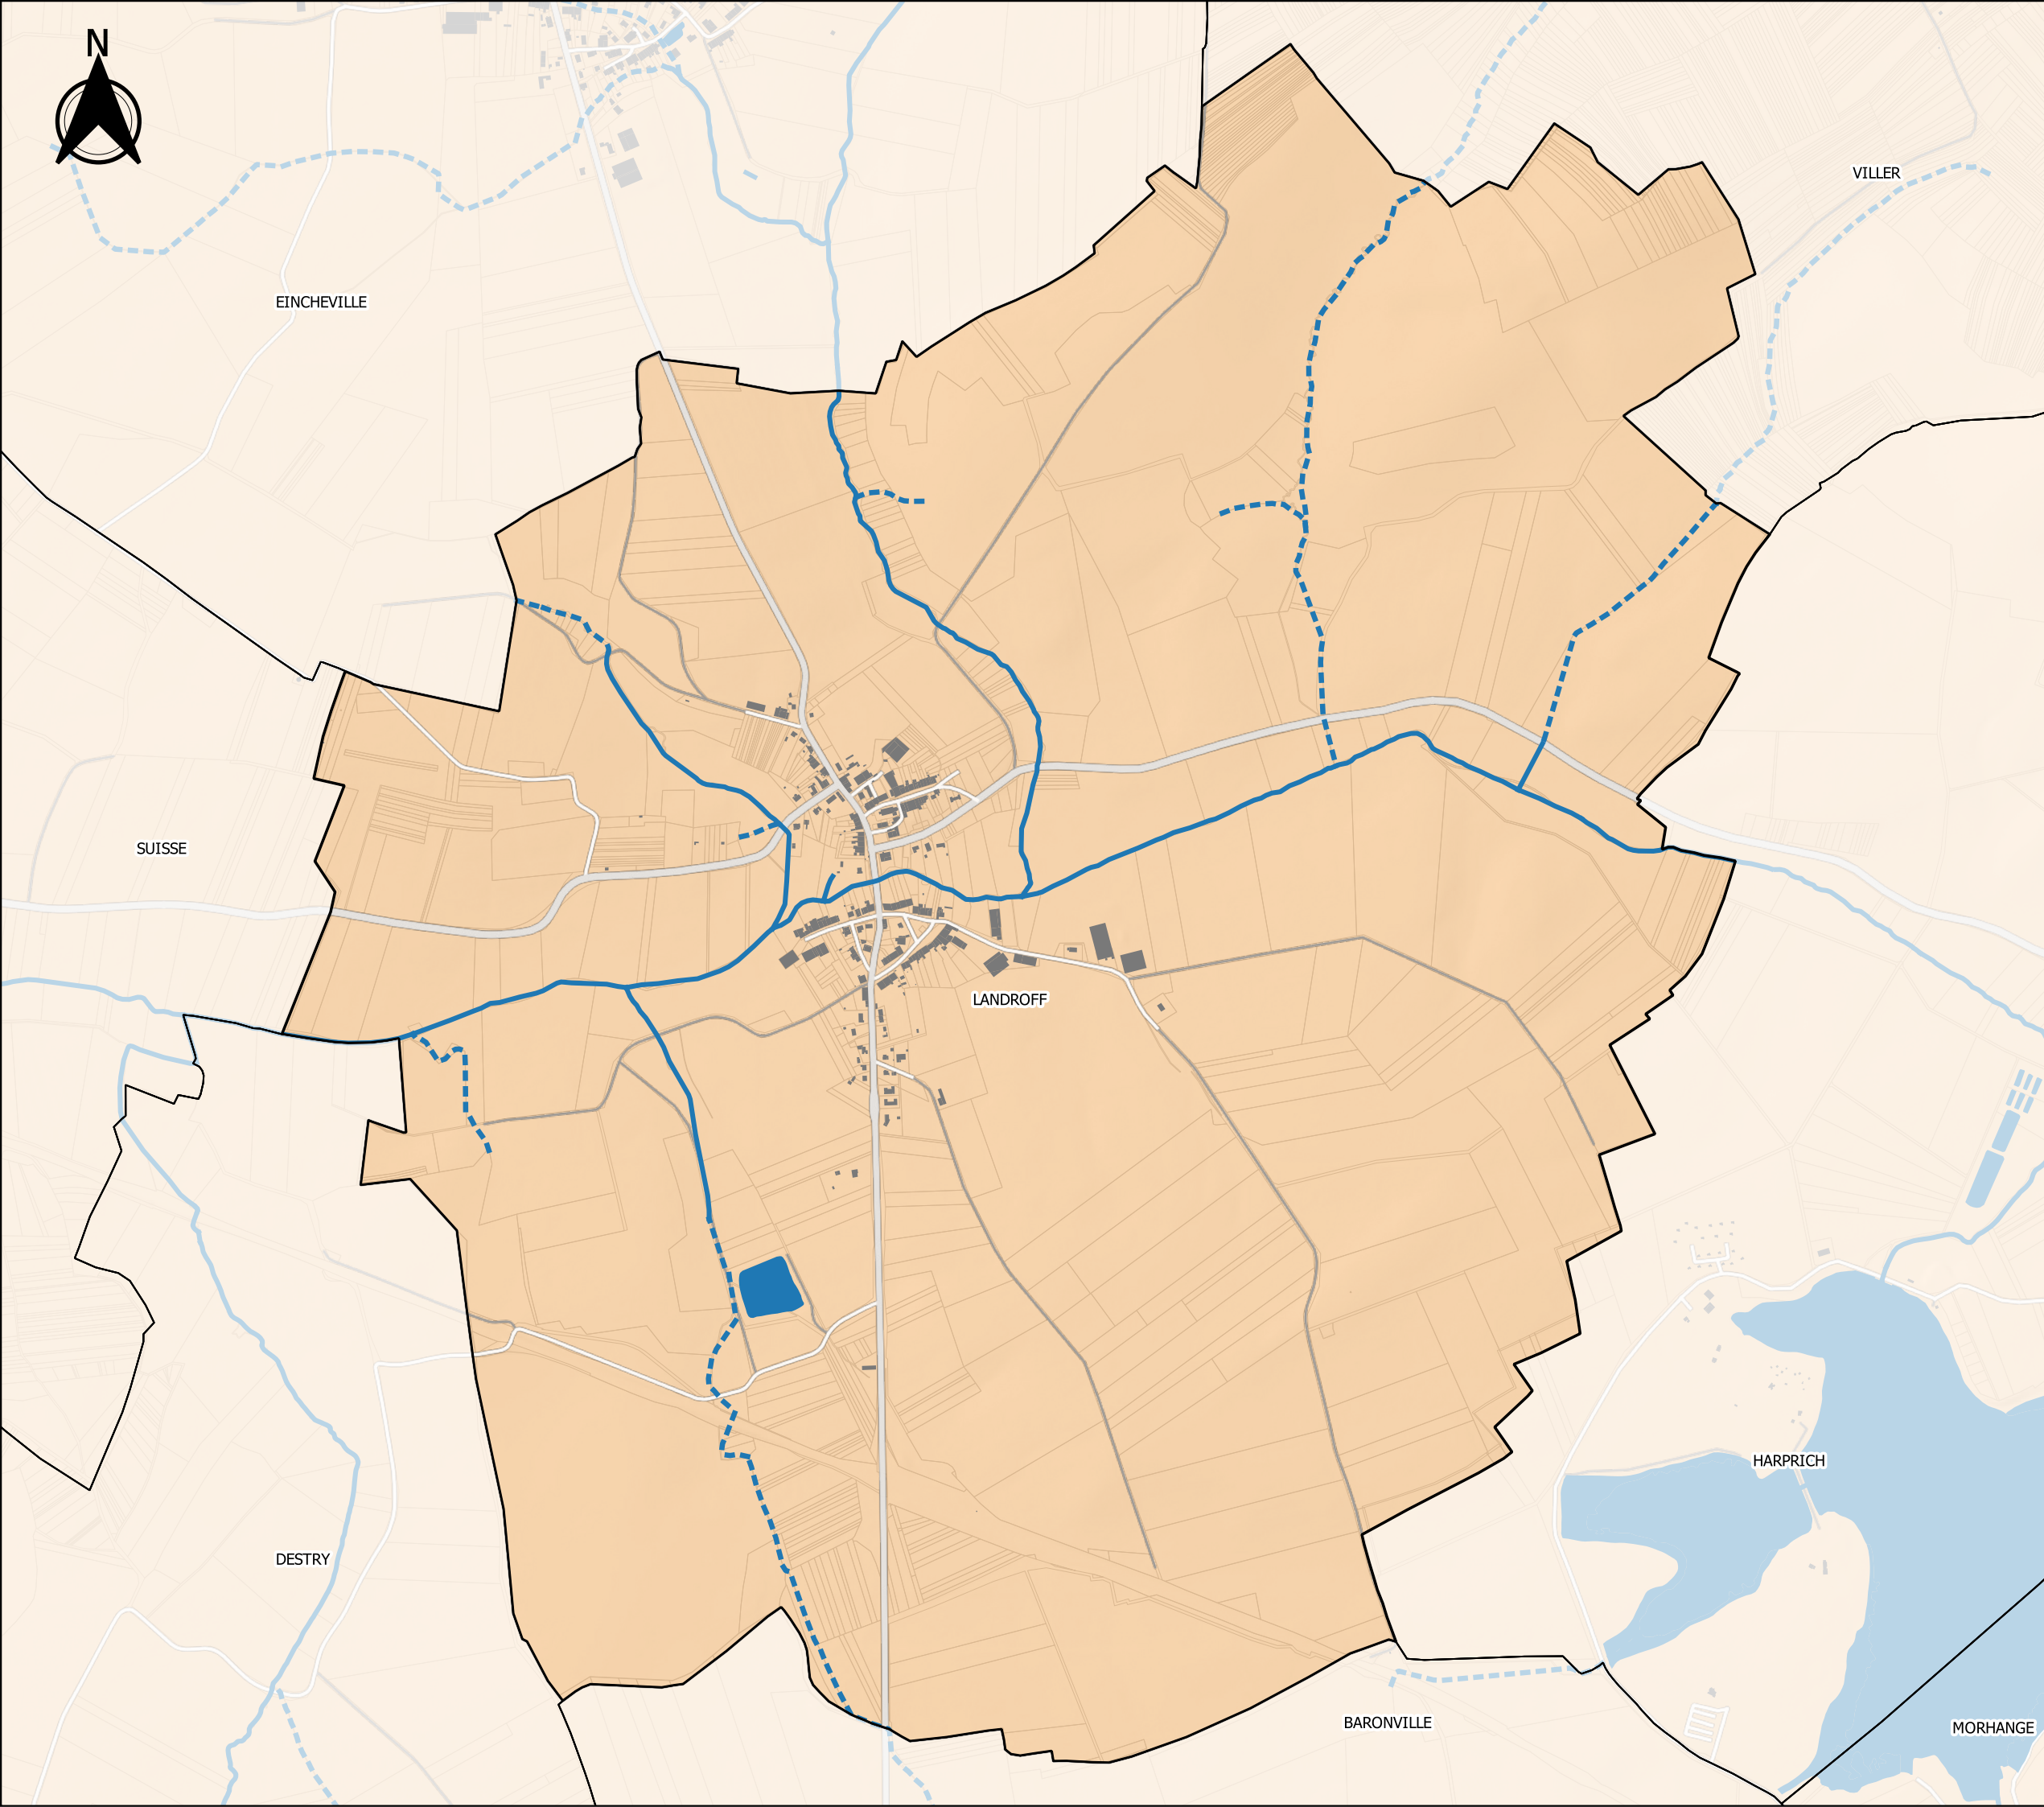 N
VILLER
EINCHEVILLE
SUISSE
LANDROFF
HARPRICH
DESTRY
BARONVILLE
MORHANGE